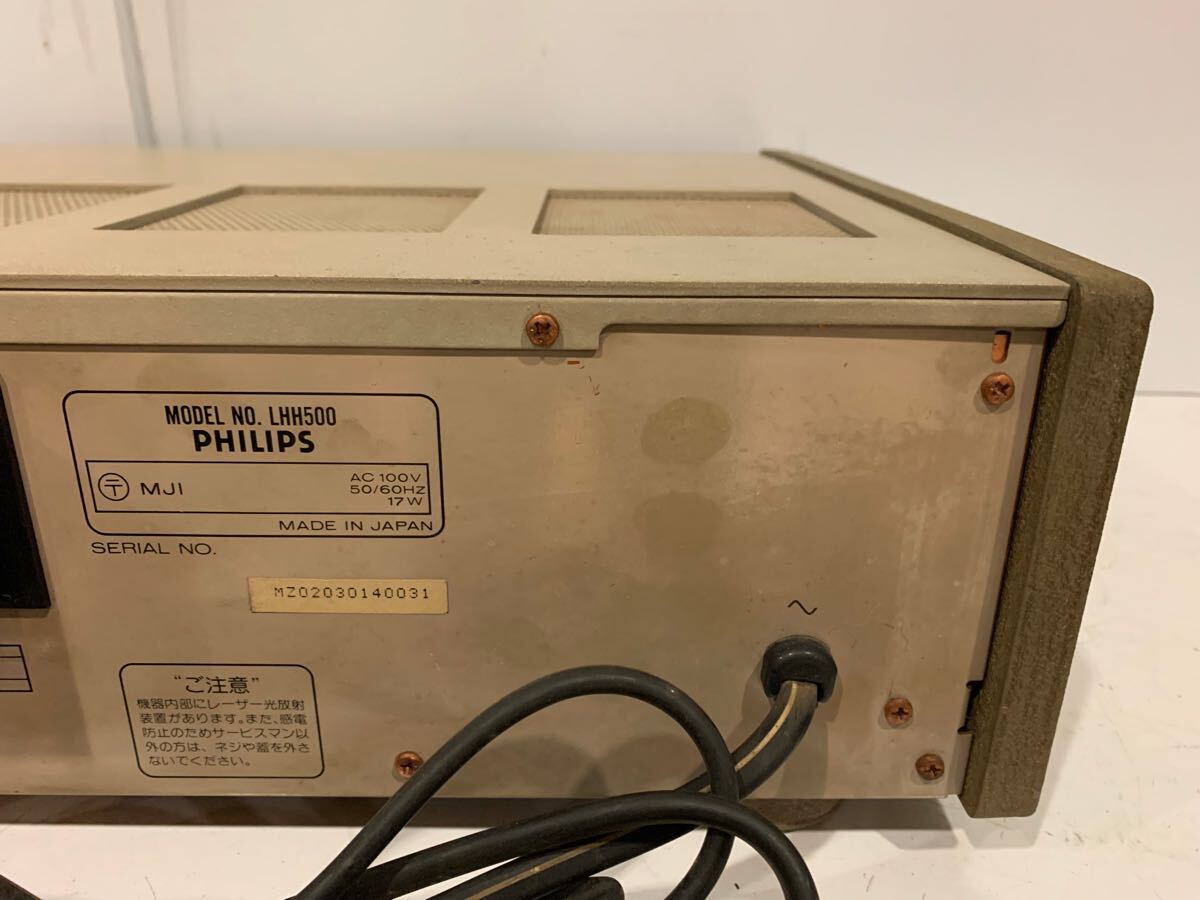 MODEL NO. LHH500
PHILIPS
〒 MJI
AC 100V
50/60HZ
17W
MADE IN JAPAN
SERIAL NO.
MZ02030140031
~
"ご注意"
機器内部にレーザー光放射
装置があります。また、感電
防止のためサービスマン以
外の方は、ネジや蓋を外さ
ないでください。